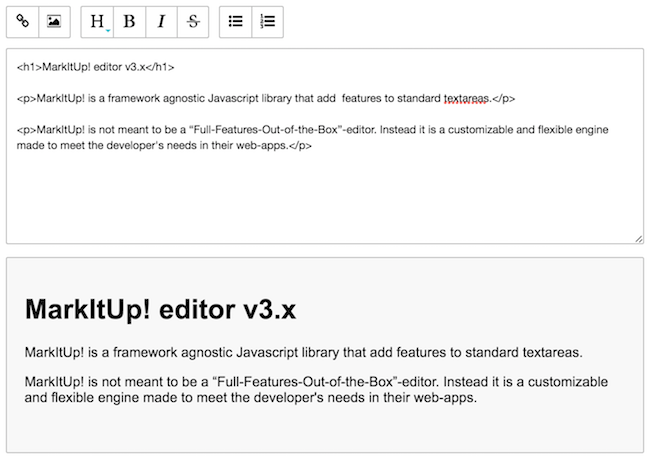 H B I S
<h1>MarkItUp! editor v3.x</h1>
<p>MarkItUp! is a framework agnostic Javascript library that add  features to standard textareas.</p>
<p>MarkItUp! is not meant to be a “Full-Features-Out-of-the-Box”-editor. Instead it is a customizable and flexible engine
made to meet the developer's needs in their web-apps.</p>
MarkItUp! editor v3.x
MarkItUp! is a framework agnostic Javascript library that add features to standard textareas.
MarkItUp! is not meant to be a “Full-Features-Out-of-the-Box”-editor. Instead it is a customizable
and flexible engine made to meet the developer's needs in their web-apps.